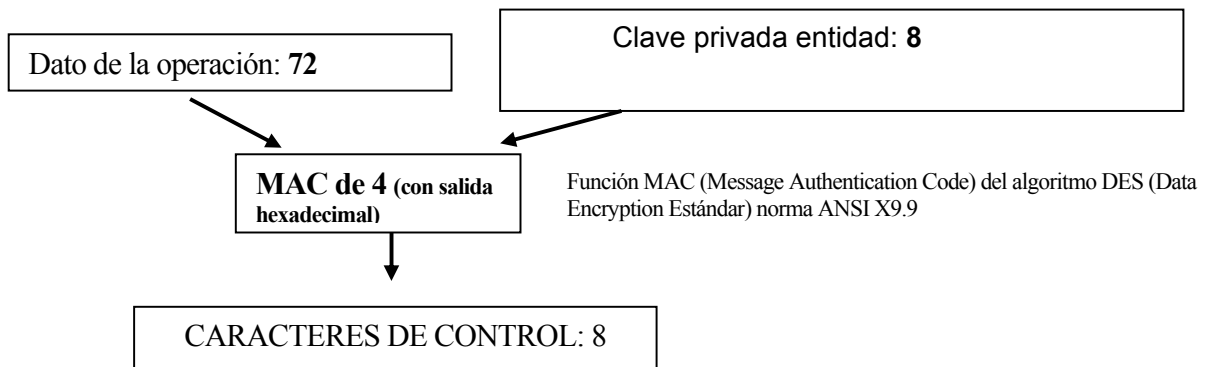 Clave privada entidad: 8
Dato de la operación: 72
MAC de 4 (con salida
hexadecimal)
Función MAC (Message Authentication Code) del algoritmo DES (Data
Encryption Estándar) norma ANSI X9.9
CARACTERES DE CONTROL: 8